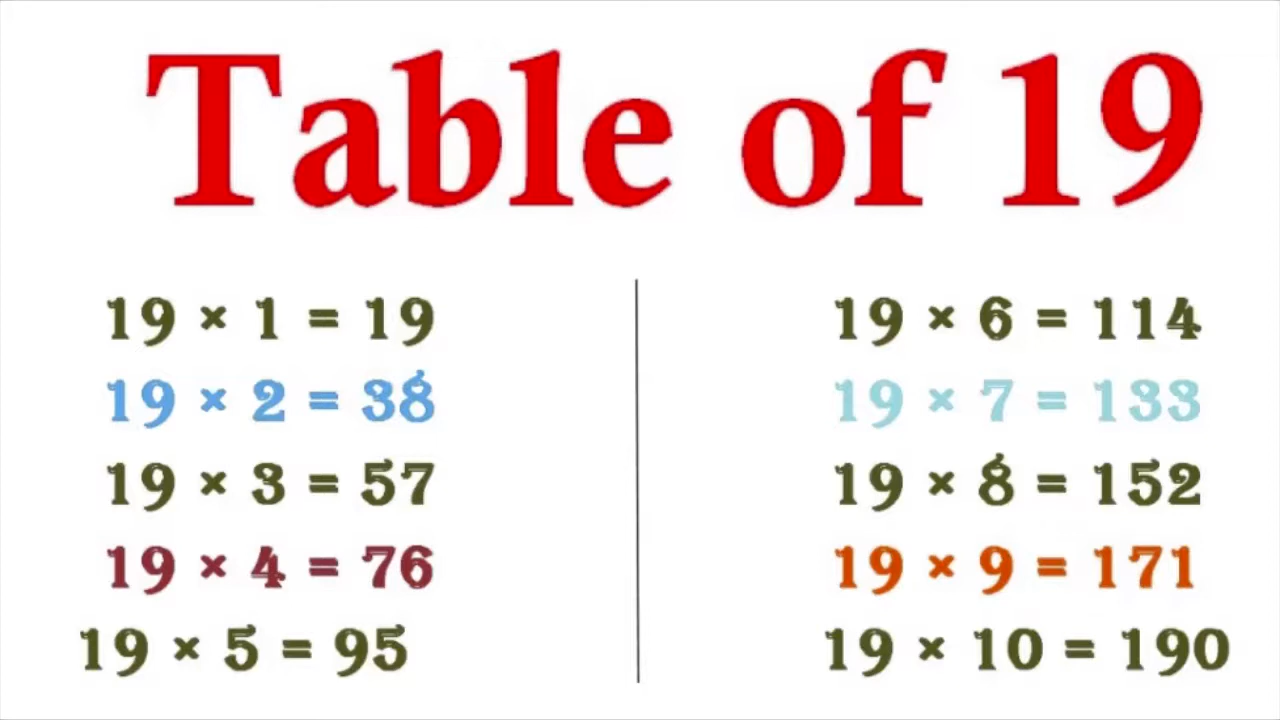 Table of 19
19 × 1 = 19
19 × 2 = 38
19 × 3 = 57
19 × 4 = 76
19 × 5 = 95
19 × 6 = 114
19 × 7 = 133
19 × 8 = 152
19 × 9 = 171
19 × 10 = 190